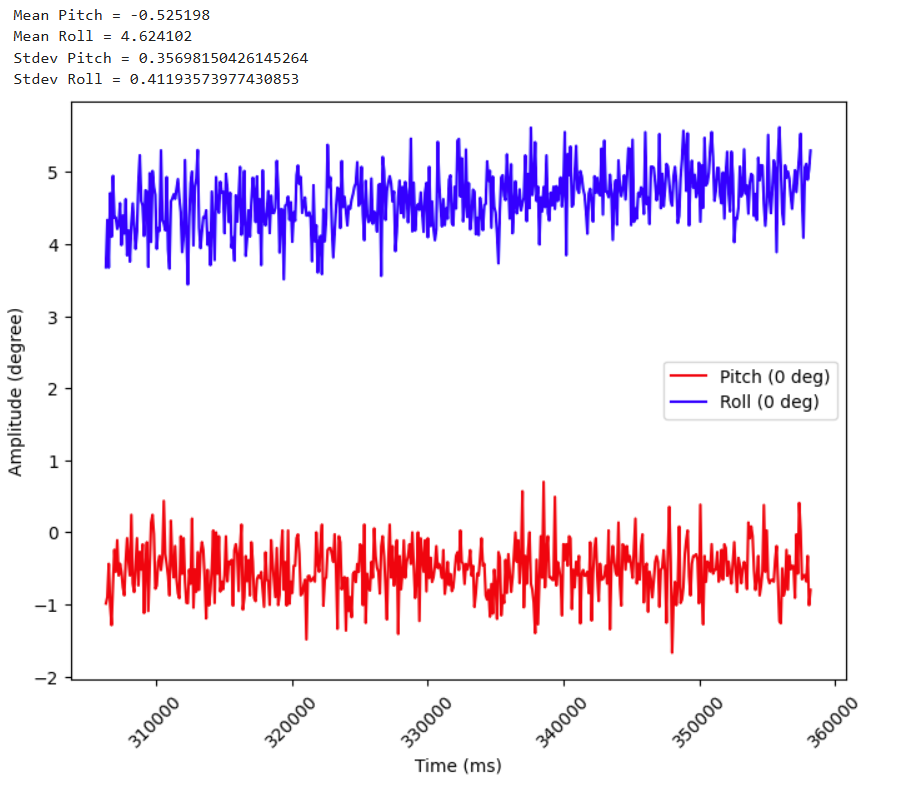 Mean Pitch = -0.525198
Mean Roll = 4.624102
Stdev Pitch = 0.35698150426145264
Stdev Roll = 0.41193573977430853
5
4
3
2
1
0
−1
−2
Amplitude (degree)
Pitch (0 deg)
Roll (0 deg)
310000
320000
330000
340000
350000
360000
Time (ms)